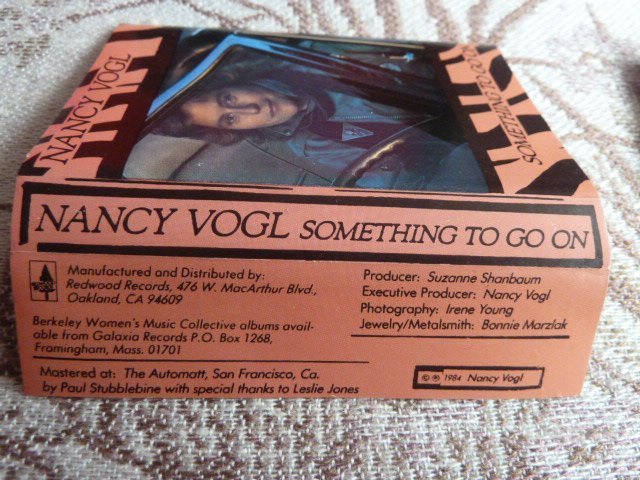 NANCY VOGL
SOMETHING TO GO ON
NANCY VOGL SOMETHING TO GO ON
Manufactured and Distributed by:
Redwood Records, 476 W. MacArthur Blvd.,
Oakland, CA 94609
Berkeley Women's Music Collective albums avail-
able from Galaxia Records P.O. Box 1268,
Framingham, Mass. 01701
Mastered at: The Automatt, San Francisco, Ca.
by Paul Stubblebine with special thanks to Leslie Jones
Producer: Suzanne Shanbaum
Executive Producer: Nancy Vogl
Photography: Irene Young
Jewelry/Metalsmith: Bonnie Marzlak
© ℗ 1984 Nancy Vogl